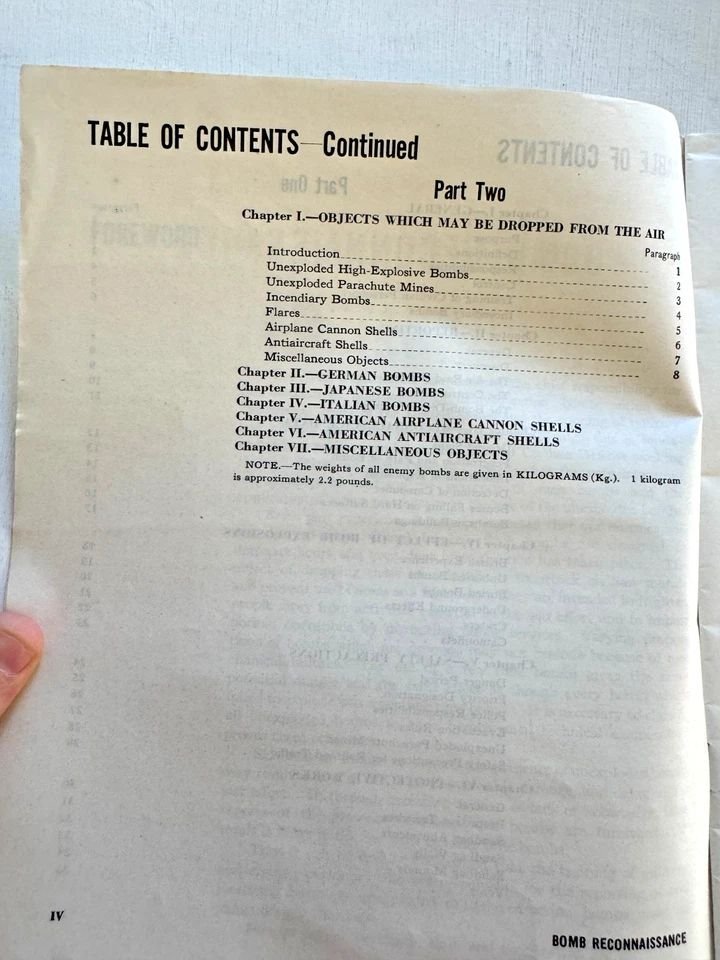 TABLE OF CONTENTS—Continued
Part Two
Chapter I.—OBJECTS WHICH MAY BE DROPPED FROM THE AIR
Paragraph
Introduction 1
Unexploded High-Explosive Bombs 2
Unexploded Parachute Mines 3
Incendiary Bombs 4
Flares 5
Airplane Cannon Shells 6
Antiaircraft Shells 7
Miscellaneous Objects 8
Chapter II.—GERMAN BOMBS
Chapter III.—JAPANESE BOMBS
Chapter IV.—ITALIAN BOMBS
Chapter V.—AMERICAN AIRPLANE CANNON SHELLS
Chapter VI.—AMERICAN ANTIAIRCRAFT SHELLS
Chapter VII.—MISCELLANEOUS OBJECTS
NOTE.—The weights of all enemy bombs are given in KILOGRAMS (Kg.). 1 kilogram
is approximately 2.2 pounds.
IV
BOMB RECONNAISSANCE